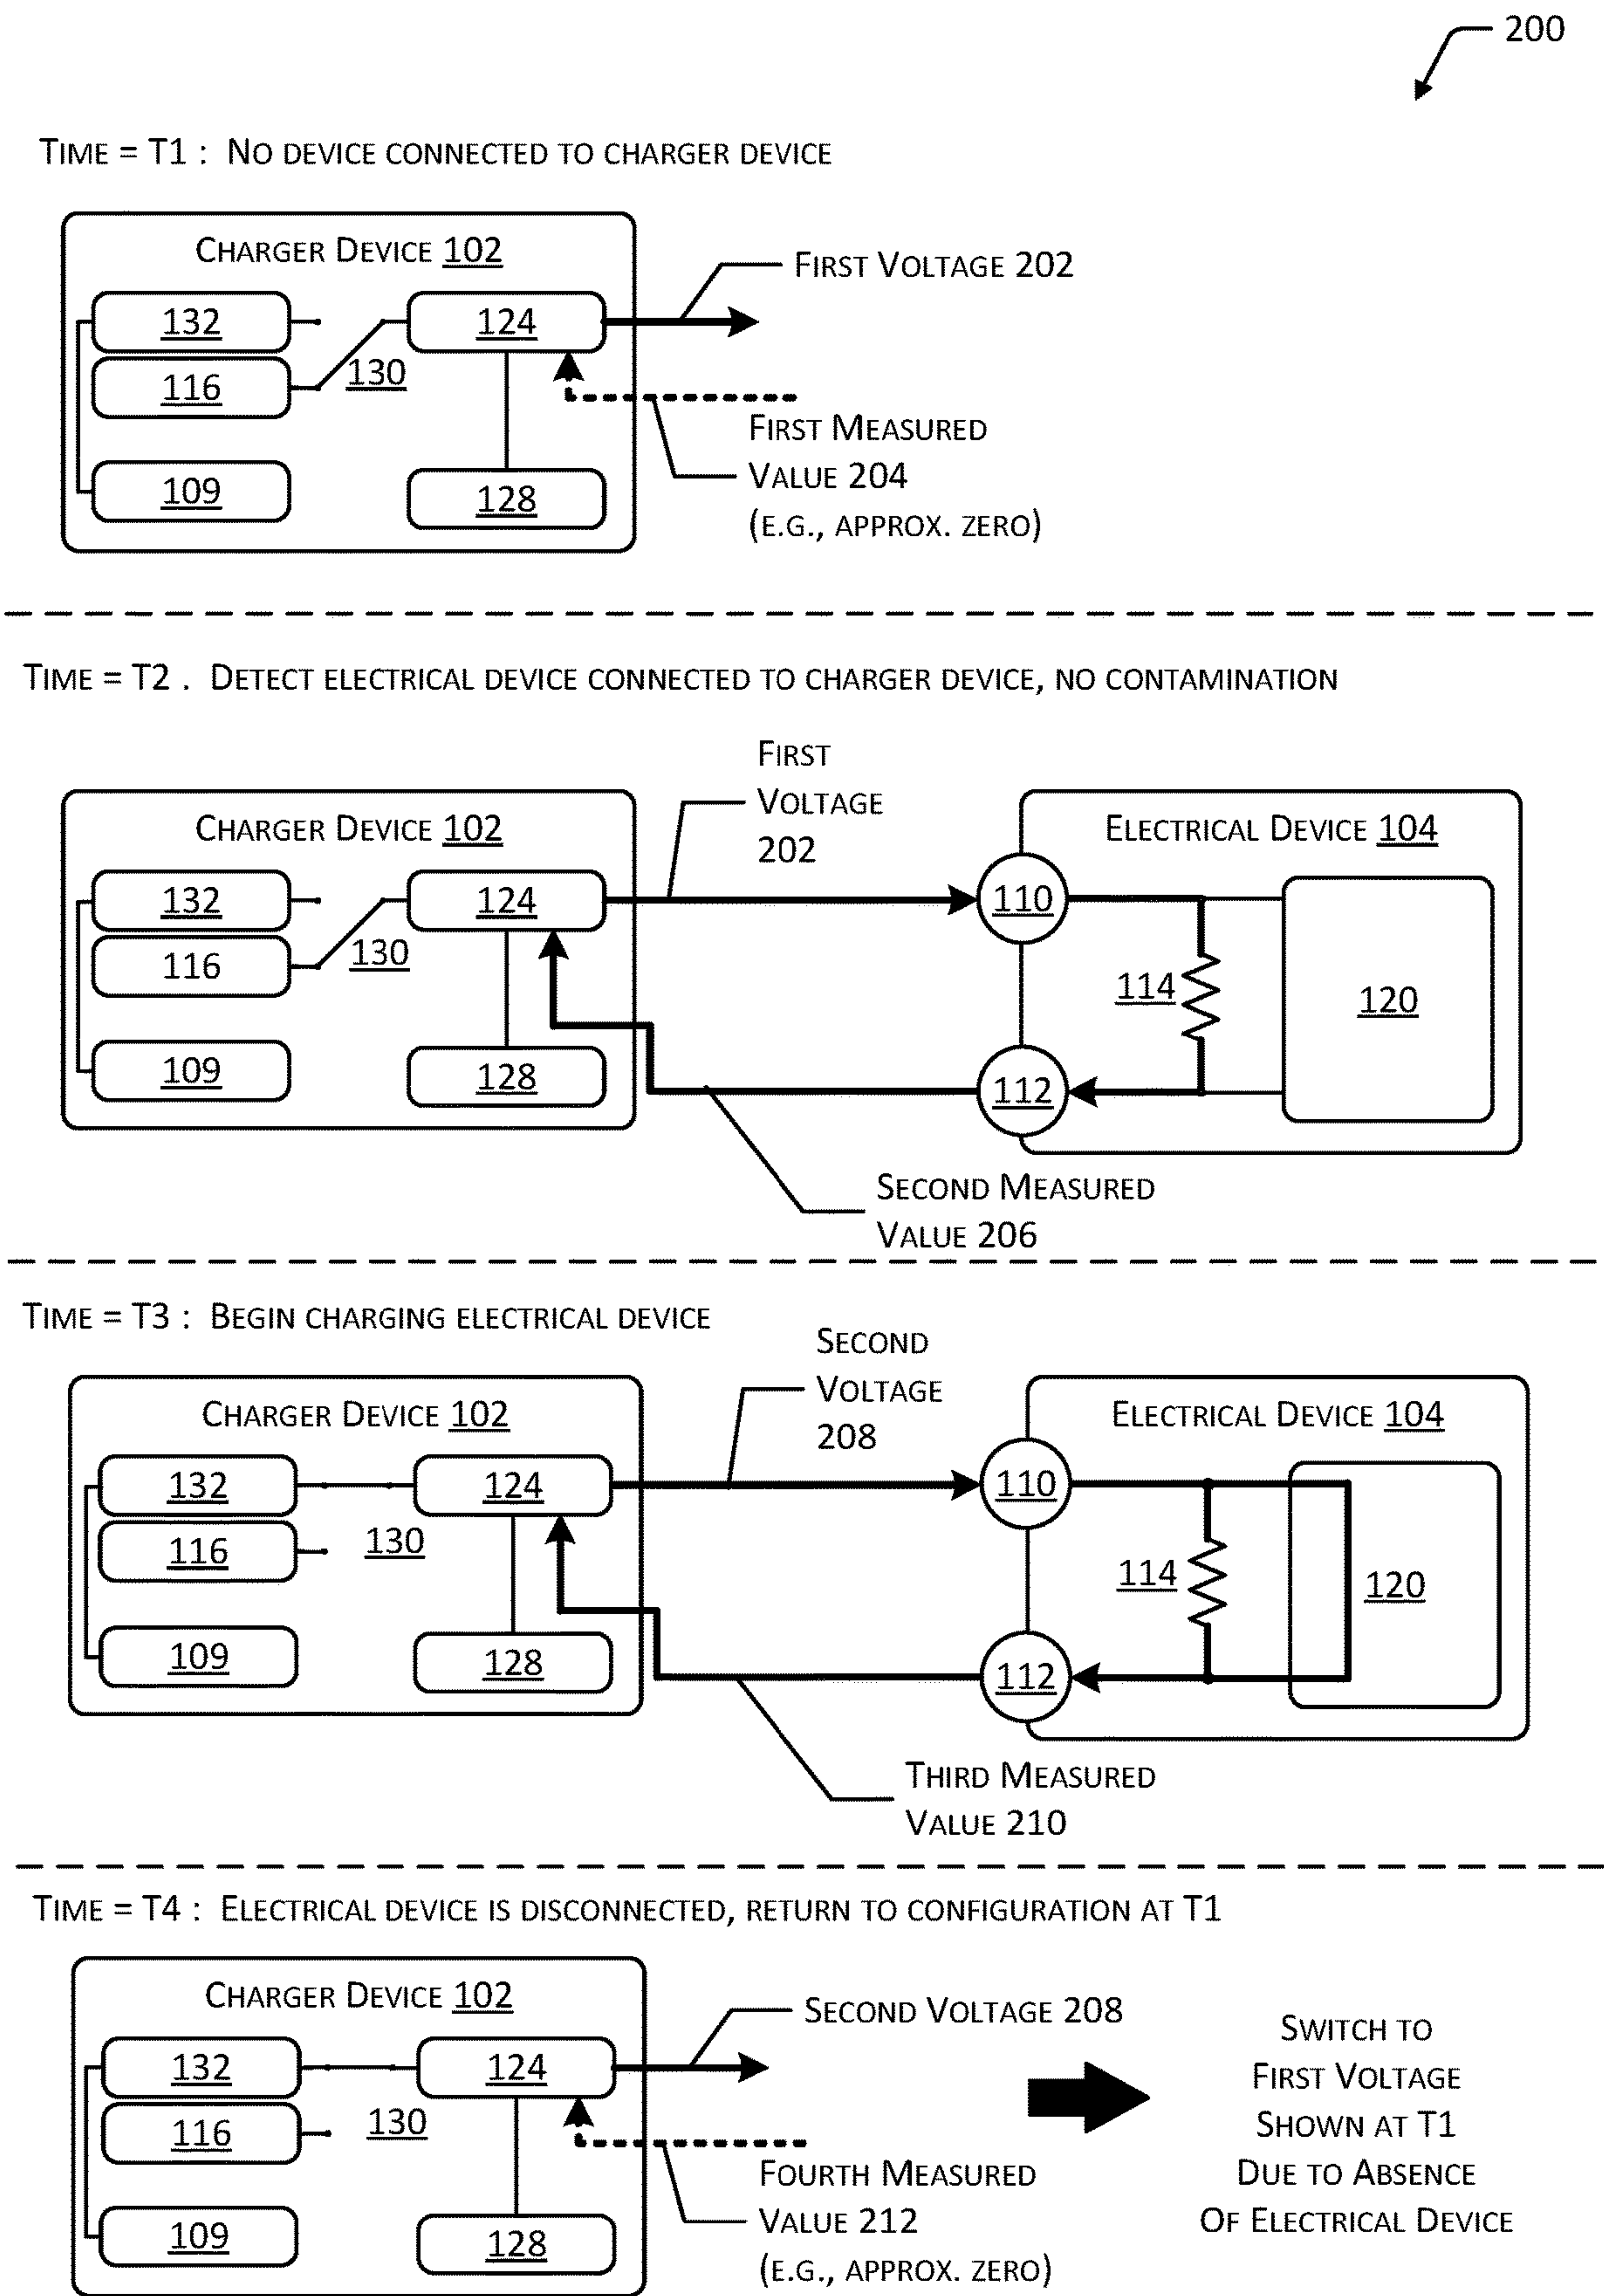 200
TIME = T1 : NO DEVICE CONNECTED TO CHARGER DEVICE
CHARGER DEVICE 102
132
124
116
130
109
128
FIRST VOLTAGE 202
FIRST MEASURED
VALUE 204
(E.G., APPROX. ZERO)
TIME = T2 . DETECT ELECTRICAL DEVICE CONNECTED TO CHARGER DEVICE, NO CONTAMINATION
FIRST
VOLTAGE
202
CHARGER DEVICE 102
132
124
116
130
109
128
ELECTRICAL DEVICE 104
110
114
120
112
SECOND MEASURED
VALUE 206
TIME = T3 : BEGIN CHARGING ELECTRICAL DEVICE
SECOND
VOLTAGE
208
CHARGER DEVICE 102
132
124
116
130
109
128
ELECTRICAL DEVICE 104
110
114
120
112
THIRD MEASURED
VALUE 210
TIME = T4 : ELECTRICAL DEVICE IS DISCONNECTED, RETURN TO CONFIGURATION AT T1
CHARGER DEVICE 102
132
124
116
130
109
128
SECOND VOLTAGE 208
FOURTH MEASURED
VALUE 212
(E.G., APPROX. ZERO)
SWITCH TO
FIRST VOLTAGE
SHOWN AT T1
DUE TO ABSENCE
OF ELECTRICAL DEVICE